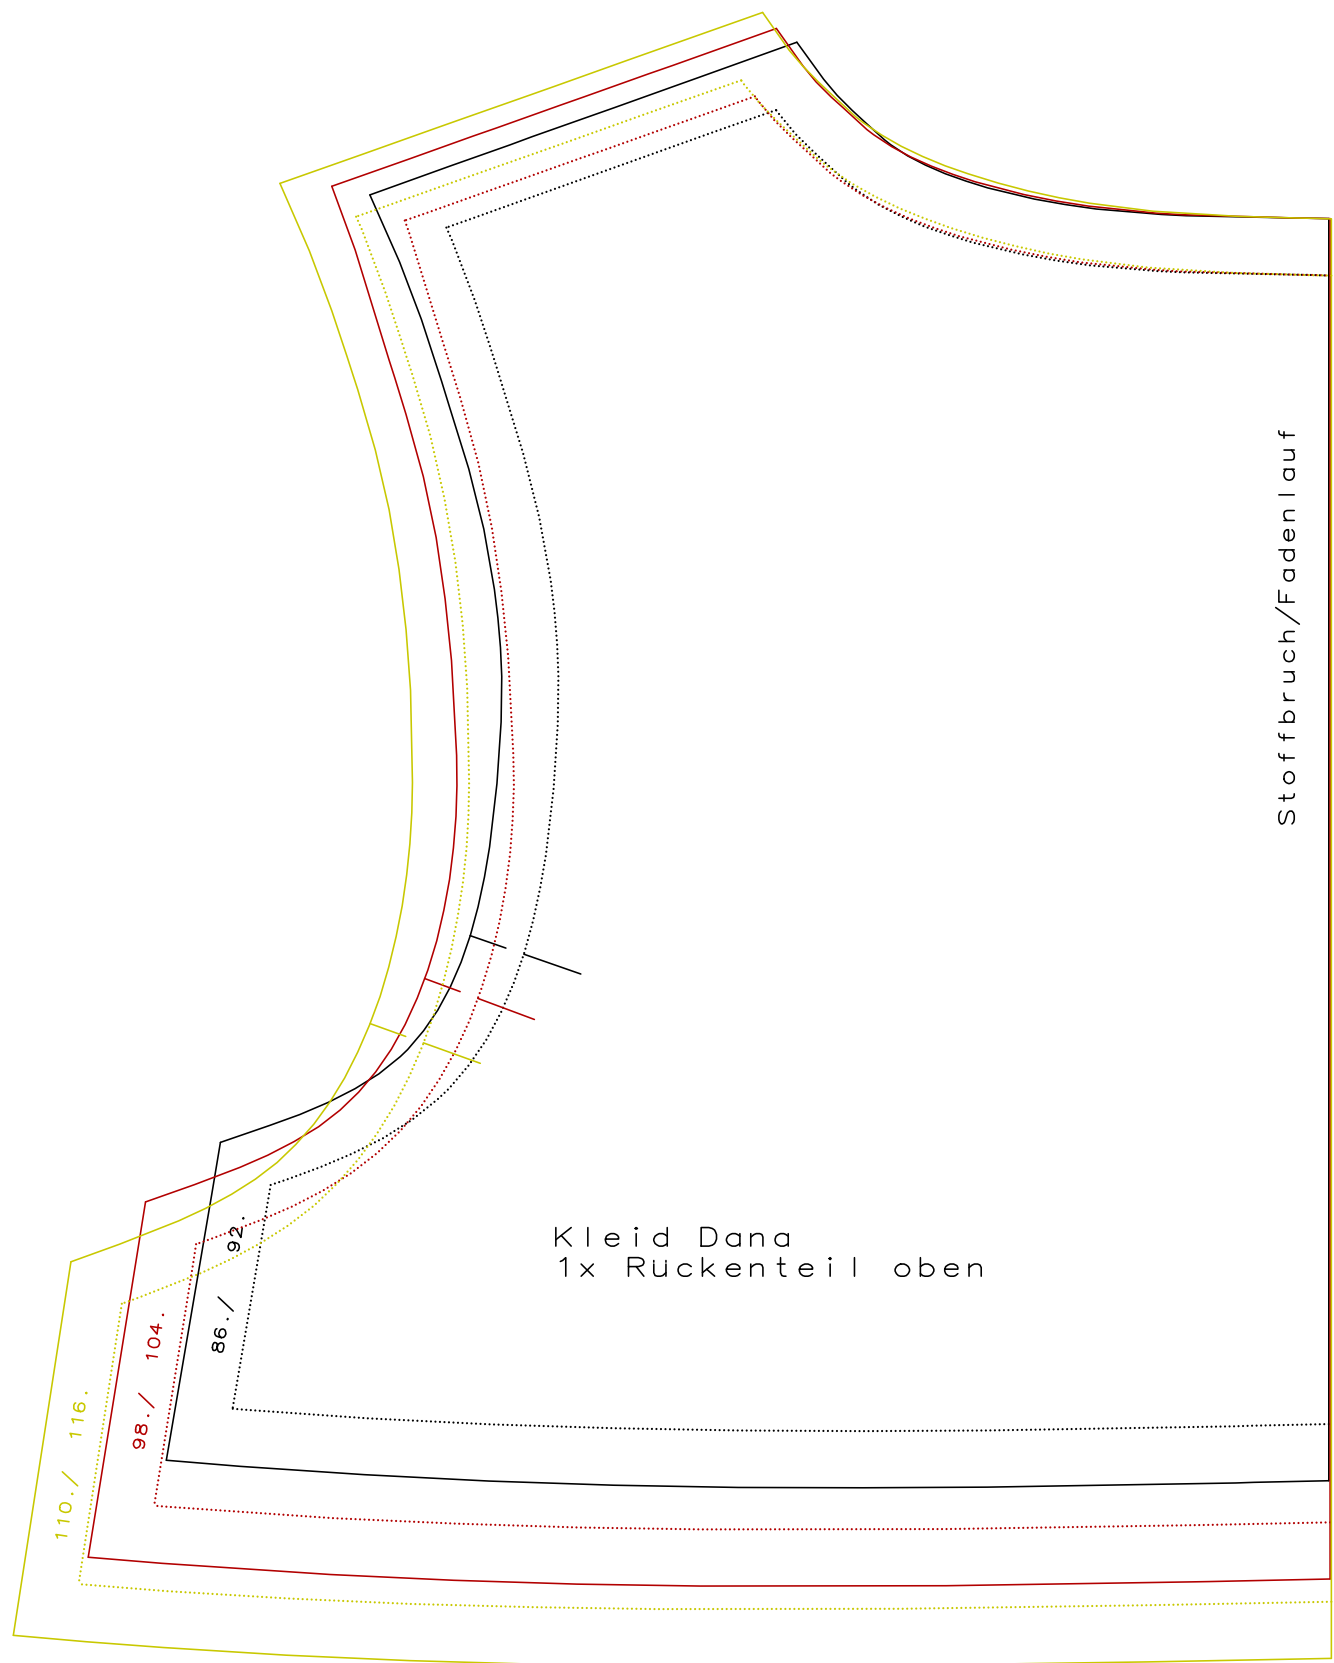 Stoffbruch/Fadenlauf
Kleid Dana
1x Rückenteil oben
86./ 92.
98./ 104.
110./ 116.